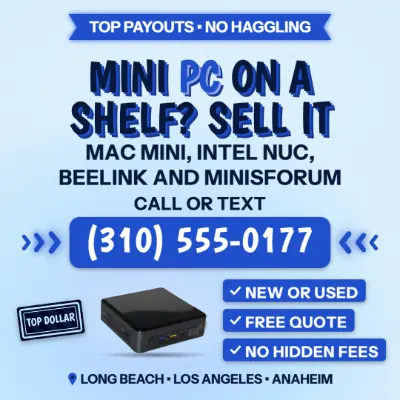 TOP PAYOUTS • NO HAGGLING
MINI PC ON A
SHELF? SELL IT
MAC MINI, INTEL NUC,
BEELINK AND MINISFORUM
CALL OR TEXT
(310) 555-0177
NEW OR USED
TOP DOLLAR
FREE QUOTE
NO HIDDEN FEES
LONG BEACH • LOS ANGELES • ANAHEIM